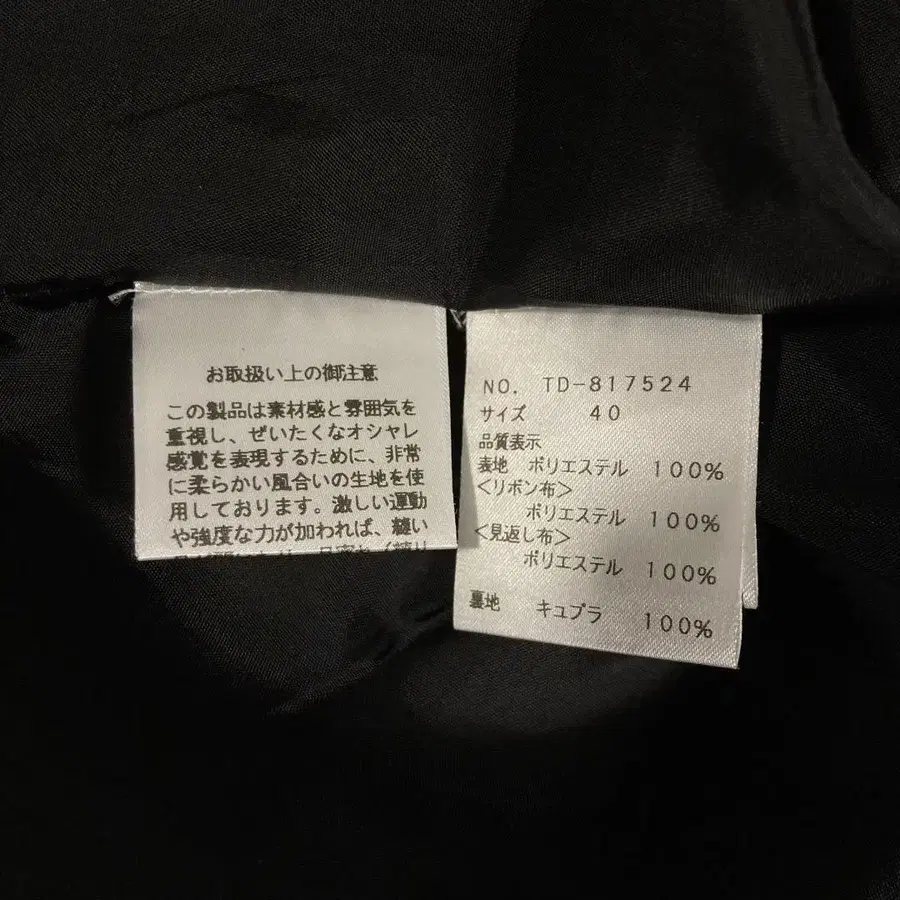 お取扱い上の御注意
この製品は素材感と雰囲気を
重視し、ぜいたくなオシャレ
感覚を表現するために、非常
に柔らかい風合いの生地を使
用しております。激しい運動
や強度な力が加われば、縫い
NO. TD-817524
サイズ 40
品質表示
表地 ポリエステル 100%
<リボン布>
ポリエステル 100%
<見返し布>
ポリエステル 100%
裏地 キュプラ 100%